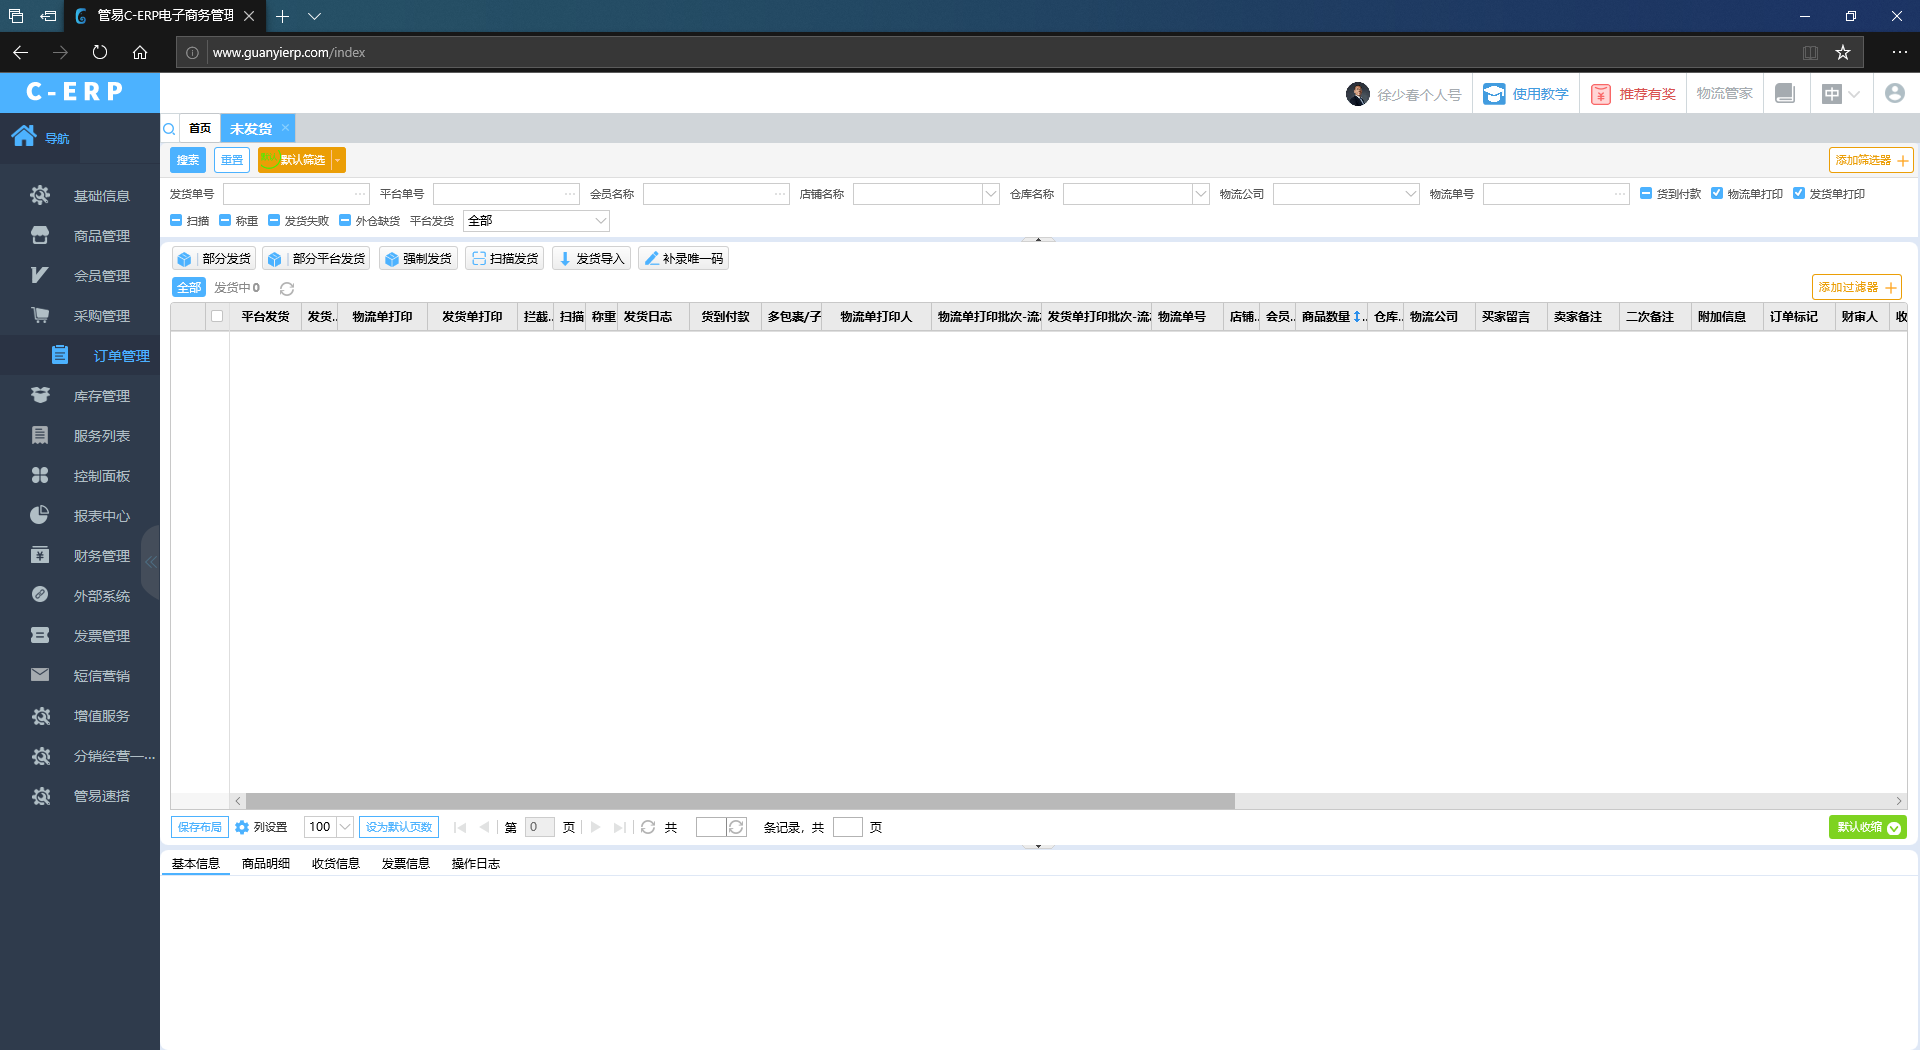 管易C-ERP电子商务管理
www.guanyierp.com/index
C-ERP
徐少春个人号
使用教学
推荐有奖
物流管家
中
导航
首页
未发货
搜索
重置
默认筛选
添加筛选器
发货单号
平台单号
会员名称
店铺名称
仓库名称
物流公司
物流单号
货到付款
物流单打印
发货单打印
扫描
称重
发货失败
外仓缺货
平台发货
全部
部分发货
部分平台发货
强制发货
扫描发货
发货导入
补录唯一码
全部
发货中0
添加过滤器
平台发货
发货..
物流单打印
发货单打印
拦截..
扫描
称重
发货日志
货到付款
多包裹/子
物流单打印人
物流单打印批次-流
发货单打印批次-流
物流单号
店铺..
会员..
商品数量
仓库..
物流公司
买家留言
卖家备注
二次备注
附加信息
订单标记
财审人
收
基础信息
商品管理
会员管理
采购管理
订单管理
库存管理
服务列表
控制面板
报表中心
财务管理
外部系统
发票管理
短信营销
增值服务
分销经营一...
管易速搭
保存布局
列设置
100
设为默认页数
第 0 页
共
条记录，共
页
默认收缩
基本信息
商品明细
收货信息
发票信息
操作日志